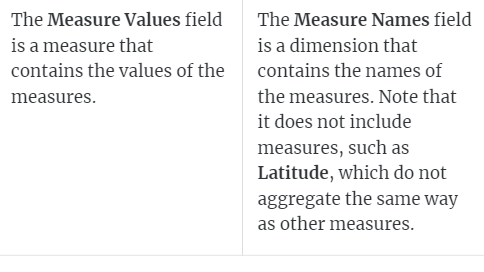 The Measure Values field
is a measure that
contains the values of the
measures.
The Measure Names field
is a dimension that
contains the names of
the measures. Note that
it does not include
measures, such as
Latitude, which do not
aggregate the same way
as other measures.